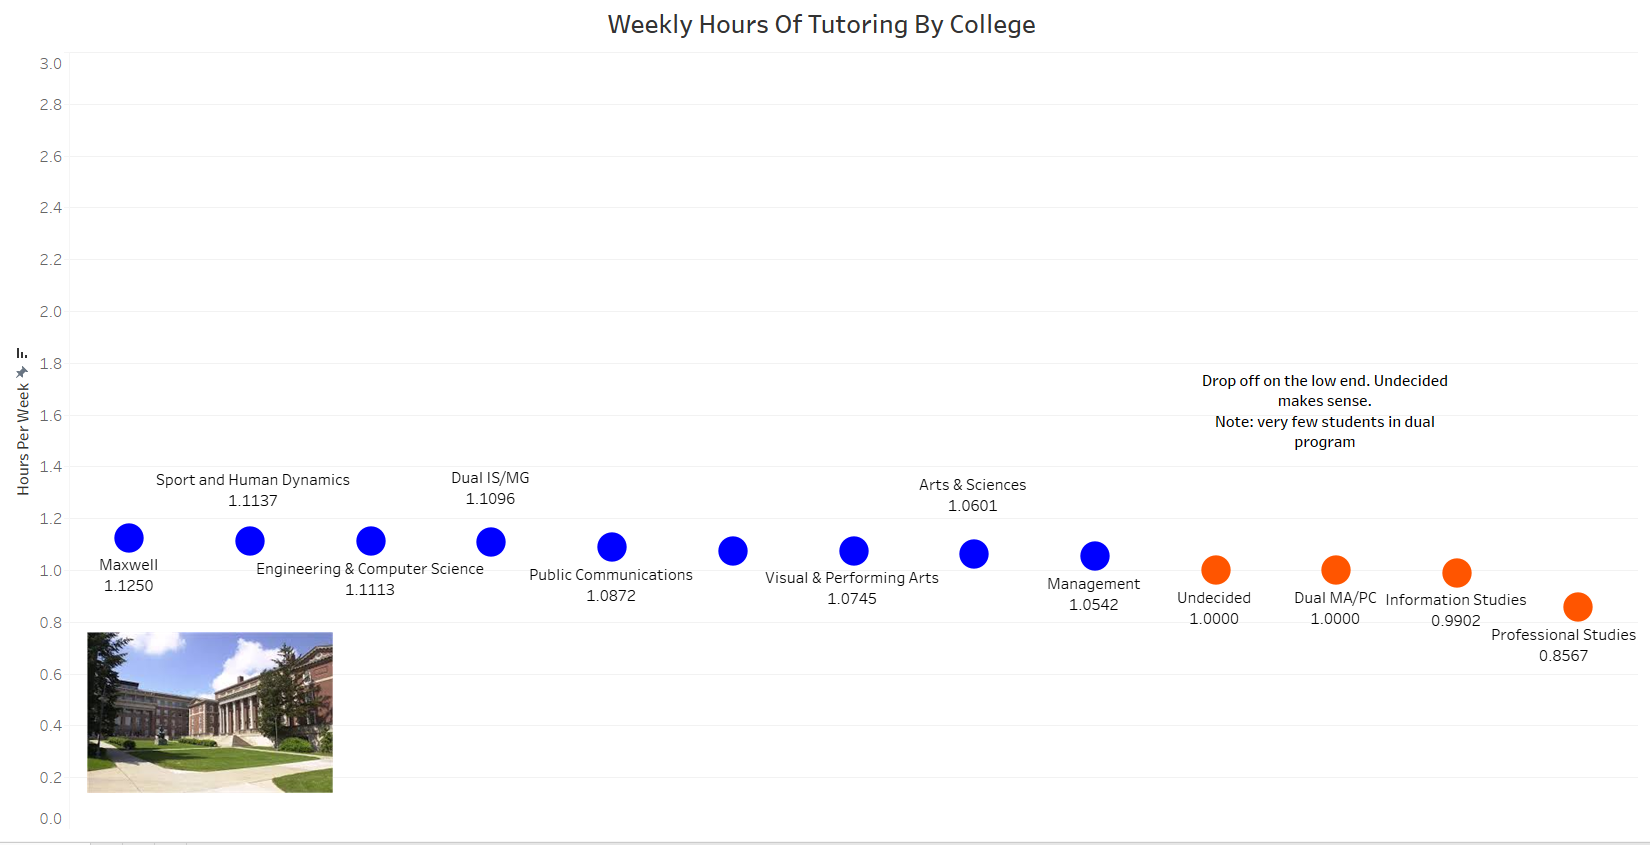 Weekly Hours Of Tutoring By College
Hours Per Week
3.0
2.8
2.6
2.4
2.2
2.0
1.8
1.6
1.4
1.2
1.0
0.8
0.6
0.4
0.2
0.0
Drop off on the low end. Undecided
makes sense.
Note: very few students in dual
program
Maxwell
1.1250
Sport and Human Dynamics
1.1137
Engineering & Computer Science
1.1113
Dual IS/MG
1.1096
Public Communications
1.0872
Visual & Performing Arts
1.0745
Arts & Sciences
1.0601
Management
1.0542
Undecided
1.0000
Dual MA/PC
1.0000
Information Studies
0.9902
Professional Studies
0.8567